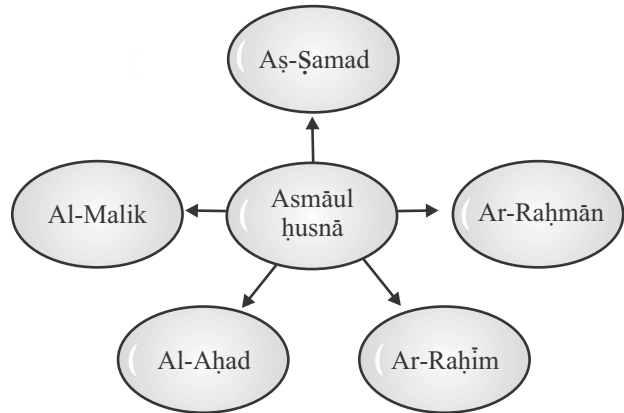 Aṣ-Ṣamad
Al-Malik
Asmāul
ḥusnā
Ar-Raḥmān
Al-Aḥad
Ar-Raḥīm